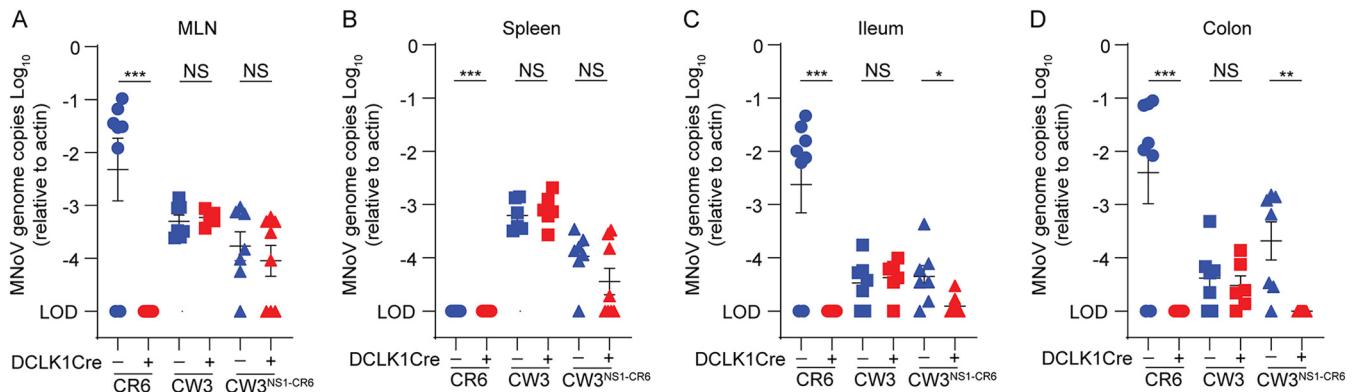 A
MLN
MNoV genome copies Log10
(relative to actin)
0
-1
-2
-3
-4
LOD
*** NS NS
DCLK1Cre − + − + − +
CR6 CW3 CW3NS1-CR6
B
Spleen
MNoV genome copies Log10
(relative to actin)
0
-1
-2
-3
-4
LOD
*** NS NS
DCLK1Cre − + − + − +
CR6 CW3 CW3NS1-CR6
C
Ileum
MNoV genome copies Log10
(relative to actin)
0
-1
-2
-3
-4
LOD
*** NS *
DCLK1Cre − + − + − +
CR6 CW3 CW3NS1-CR6
D
Colon
MNoV genome copies Log10
(relative to actin)
0
-1
-2
-3
-4
LOD
*** NS **
DCLK1Cre − + − + − +
CR6 CW3 CW3NS1-CR6